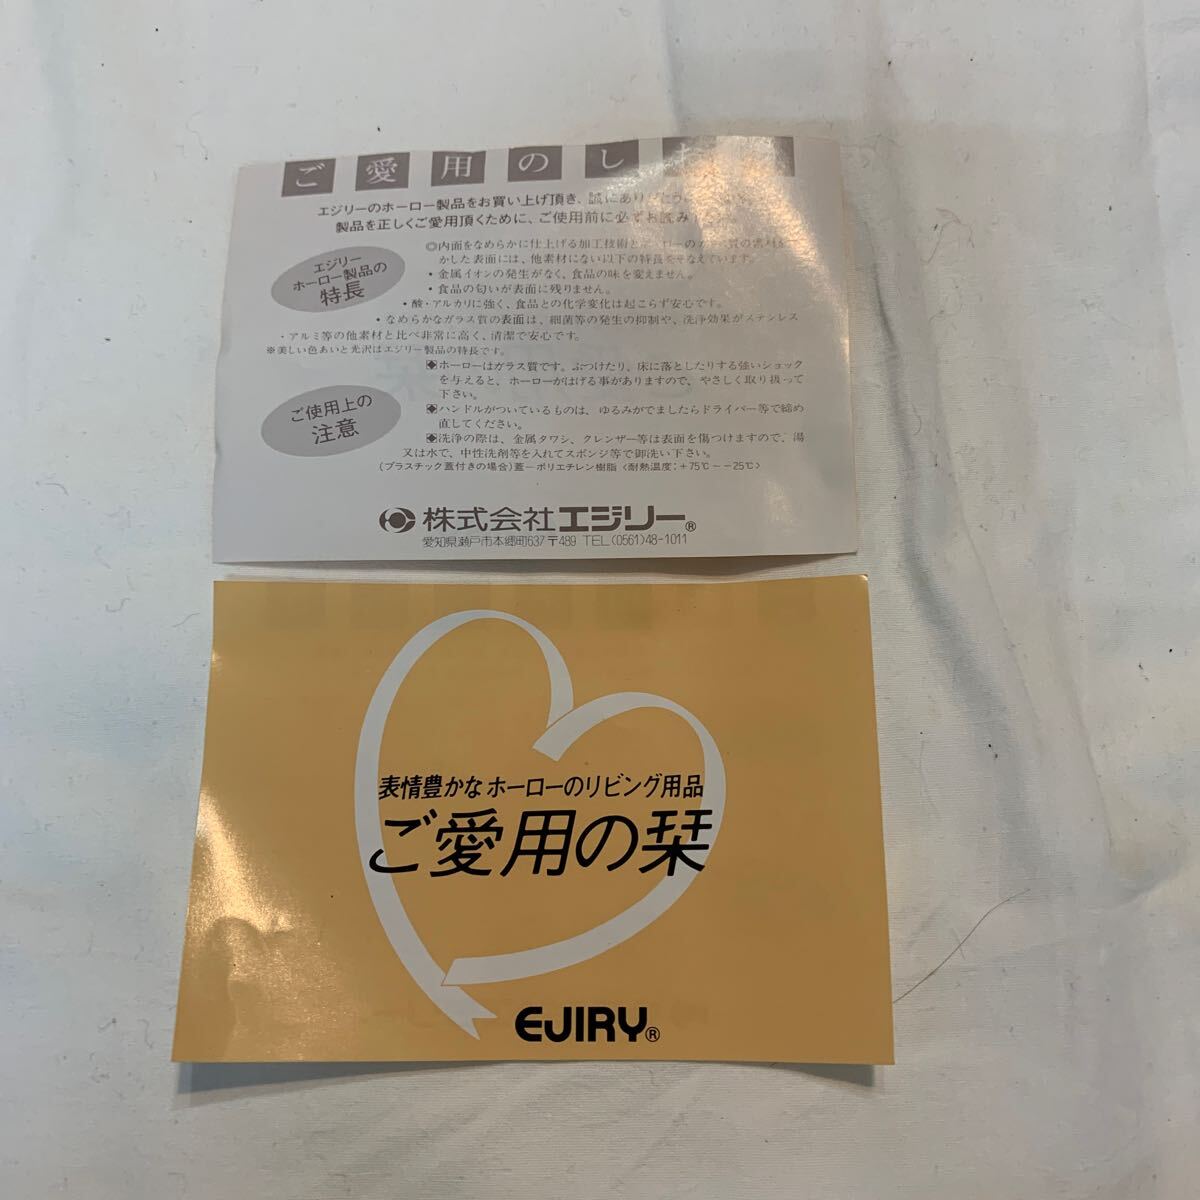 ご愛用のし
エジリーのホーロー製品をお買い上げ頂き、誠にあり
製品を正しくご愛用頂くために、ご使用前に必ずお読み
エジリー
ホーロー製品の
特長
◎内面をなめらかに仕上げる加工技術と
かした表面には、他素材にない以下の特長をそなえています。
・金属イオンの発生がなく、食品の味を変えません。
・食品の匂いが表面に残りません。
・酸・アルカリに強く、食品との化学変化は起こらず安心です。
・なめらかなガラス質の表面は、細菌等の発生の抑制や、洗浄効果がステンレス
・アルミ等の他素材と比べ非常に高く、清潔で安心です。
※美しい色あいと光沢はエジリー製品の特長です。
ご使用上の
注意
◆ホーローはガラス質です。ぶつけたり、床に落としたりする強いショック
を与えると、ホーローがはげる事がありますので、やさしく取り扱って
下さい。
◆ハンドルがついているものは、ゆるみがでましたらドライバー等で締め
直してください。
◆洗浄の際は、金属タワシ、クレンザー等は表面を傷つけますので、湯
又は水で、中性洗剤等を入れてスポンジ等で御洗い下さい。
(プラスチック蓋付きの場合)蓋―ポリエチレン樹脂〈耐熱温度:+75℃~-25℃〉
株式会社エジリー®
愛知県瀬戸市本郷町637 〒489 TEL(0561)48-1011
表情豊かなホーローのリビング用品
ご愛用の栞
EJIRY®